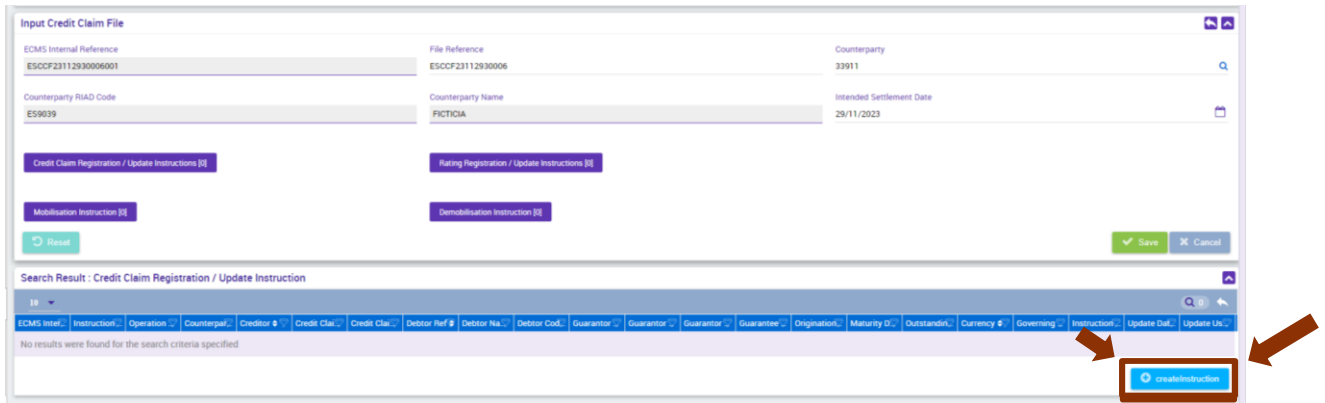 Input Credit Claim File
ECMS Internal Reference
File Reference
Counterparty
ESCCF23112930006001
ESCCF23112930006
33911
Counterparty RIAD Code
Counterparty Name
Intended Settlement Date
ES9039
FICTICIA
29/11/2023
Credit Claim Registration / Update Instructions [0]
Rating Registration / Update Instructions [0]
Mobilisation Instruction [0]
Demobilisation Instruction [0]
Reset
Save
Cancel
Search Result : Credit Claim Registration / Update Instruction
10
0
ECMS Inter... Instruction... Operation ... Counterpar... Creditor Credit Clai... Credit Clai... Debtor Ref Debtor Na... Debtor Cod... Guarantor ... Guarantor ... Guarantor ... Guarantee... Origination... Maturity D... Outstandin... Currency Governing ... Instruction... Update Dat... Update Us...
No results were found for the search criteria specified
createInstruction